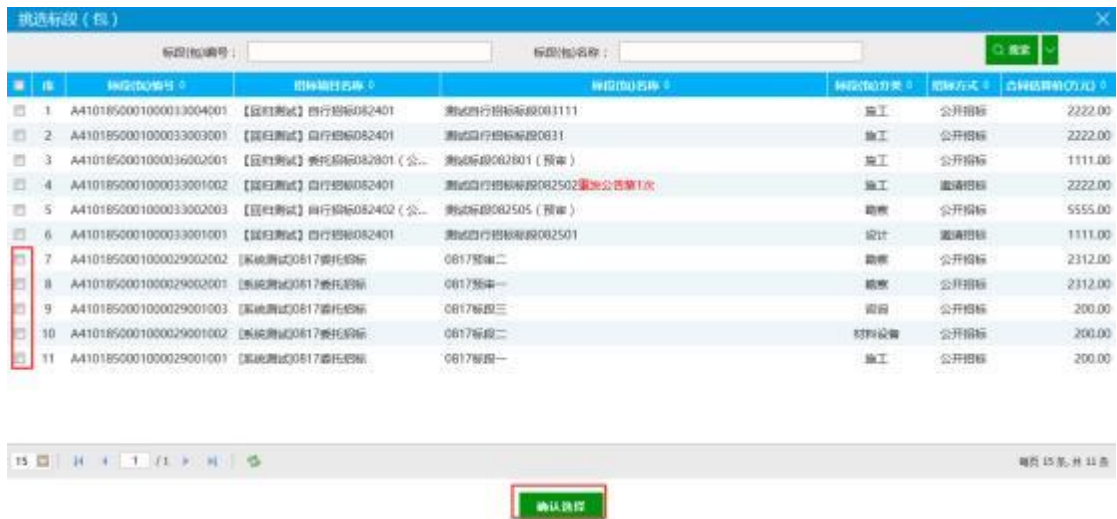 挑选标段（包）
标段(包)编号： 标段(包)名称： 搜索
序 标段(包)编号 招标项目名称 标段(包)名称 标段(包)分类 招标方式 合同估算价(万元)
1 A4101850001000033004001 【回归测试】自行招标082401 测试自行招标标段083111 施工 公开招标 2222.00
2 A4101850001000033003001 【回归测试】自行招标082401 测试自行招标标段0831 施工 公开招标 2222.00
3 A4101850001000036002001 【回归测试】委托招标082801（公... 测试标段082801（预审） 施工 公开招标 1111.00
4 A4101850001000033001002 【回归测试】自行招标082401 测试自行招标标段082502重发公告第1次 施工 邀请招标 2222.00
5 A4101850001000033002003 【回归测试】自行招标082402（公... 测试标段082505（预审） 勘察 公开招标 5555.00
6 A4101850001000033001001 【回归测试】自行招标082401 测试自行招标标段082501 设计 邀请招标 1111.00
7 A4101850001000029002002 [系统测试]0817委托招标 0817预审二 勘察 公开招标 2312.00
8 A4101850001000029002001 [系统测试]0817委托招标 0817预审一 勘察 公开招标 2312.00
9 A4101850001000029001003 [系统测试]0817委托招标 0817标段三 公开招标 200.00
10 A4101850001000029001002 [系统测试]0817委托招标 0817标段二 材料设备 公开招标 200.00
11 A4101850001000029001001 [系统测试]0817委托招标 0817标段一 施工 公开招标 200.00
15 1 /1 每页 15 条, 共 11 条
确认选择